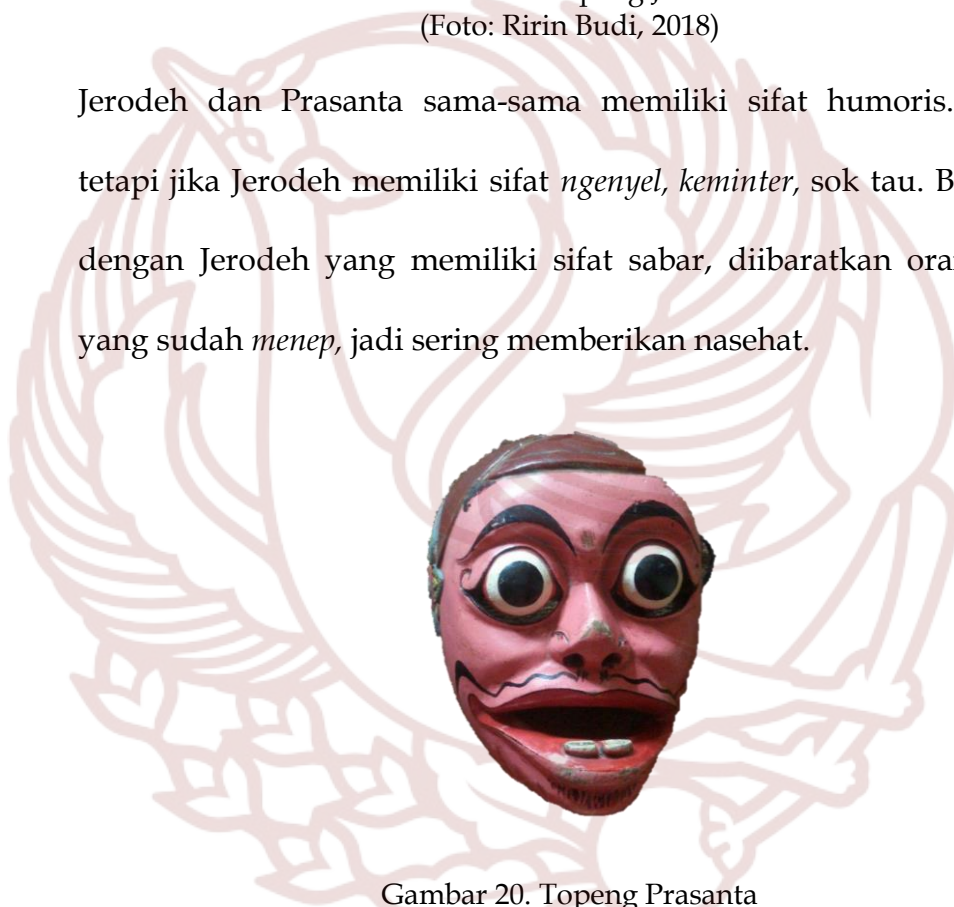 (Foto: Ririn Budi, 2018)
Jerodeh dan Prasanta sama-sama memiliki sifat humoris.
tetapi jika Jerodeh memiliki sifat ngenyel, keminter, sok tau.
dengan Jerodeh yang memiliki sifat sabar, diibaratkan
yang sudah menep, jadi sering memberikan nasehat.
Gambar 20. Topeng Prasanta